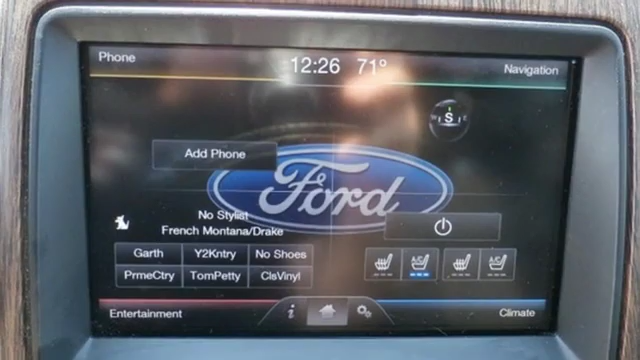 Phone
12:26 71°
Navigation
S
Add Phone
Ford
No Stylist
French Montana/Drake
Garth Y2Kntry No Shoes
PrmeCtry TomPetty ClsVinyl
A/C A/C
Entertainment
i
Climate